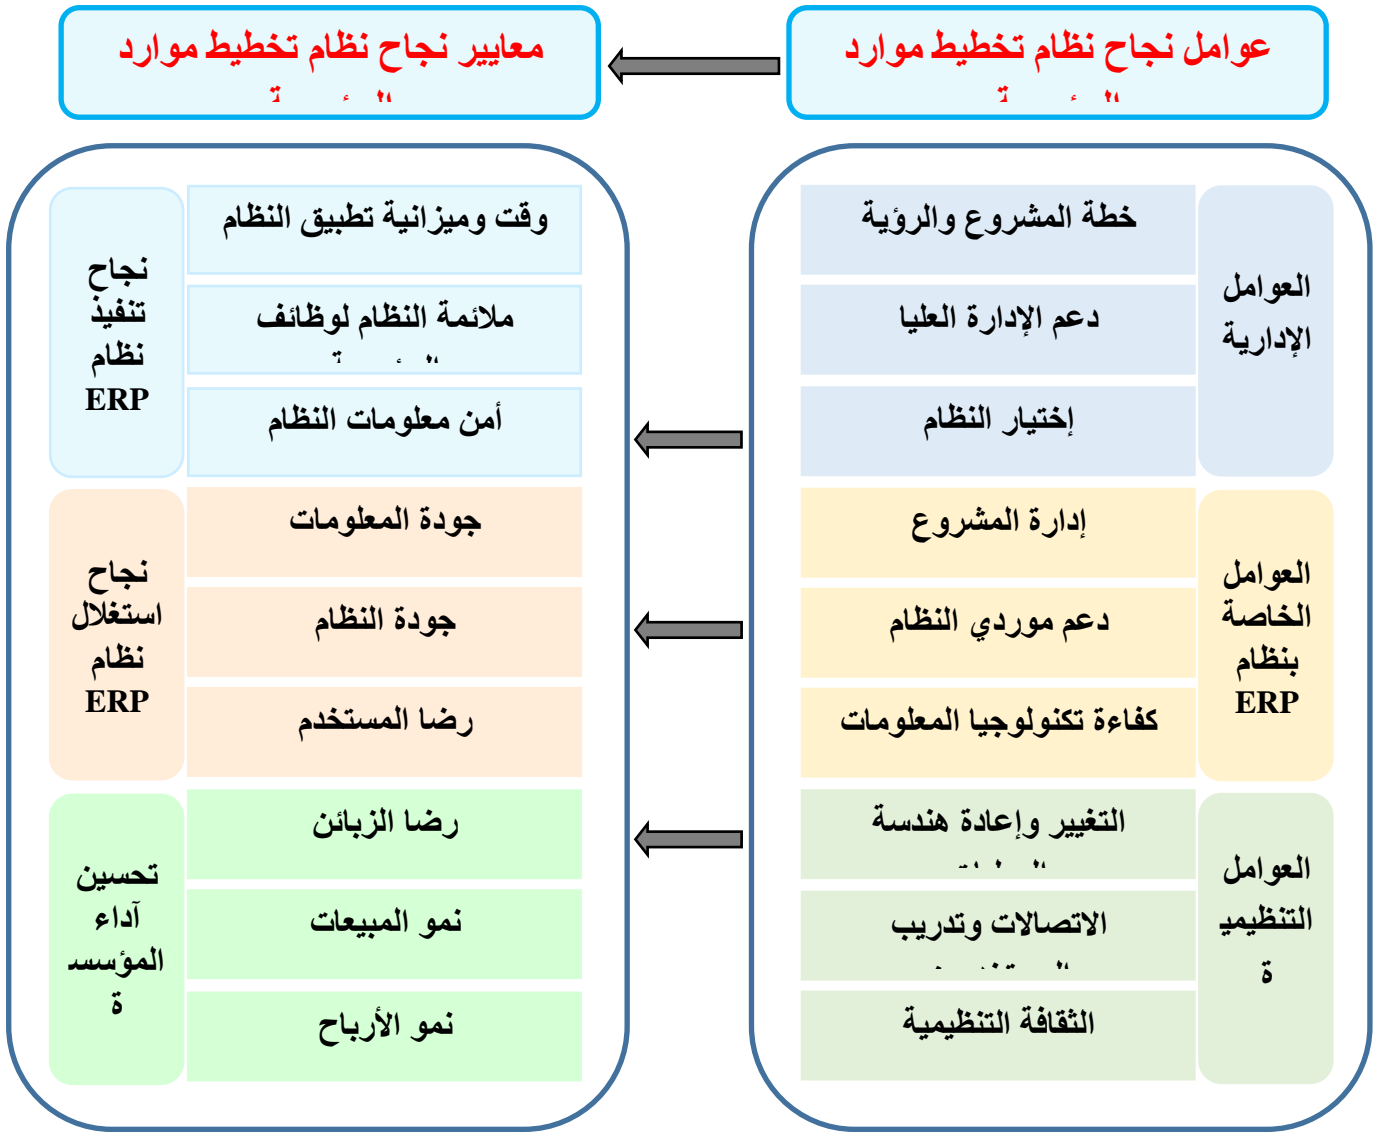 عوامل نجاح نظام تخطيط موارد
معايير نجاح نظام تخطيط موارد
العوامل
الإدارية
خطة المشروع والرؤية
دعم الإدارة العليا
إختيار النظام
العوامل
الخاصة
بنظام
ERP
إدارة المشروع
دعم موردي النظام
كفاءة تكنولوجيا المعلومات
العوامل
التنظيمي
ة
التغيير وإعادة هندسة
الاتصالات وتدريب
الثقافة التنظيمية
نجاح
تنفيذ
نظام
ERP
وقت وميزانية تطبيق النظام
ملائمة النظام لوظائف
أمن معلومات النظام
نجاح
استغلال
نظام
ERP
جودة المعلومات
جودة النظام
رضا المستخدم
تحسين
آداء
المؤسس
ة
رضا الزبائن
نمو المبيعات
نمو الأرباح